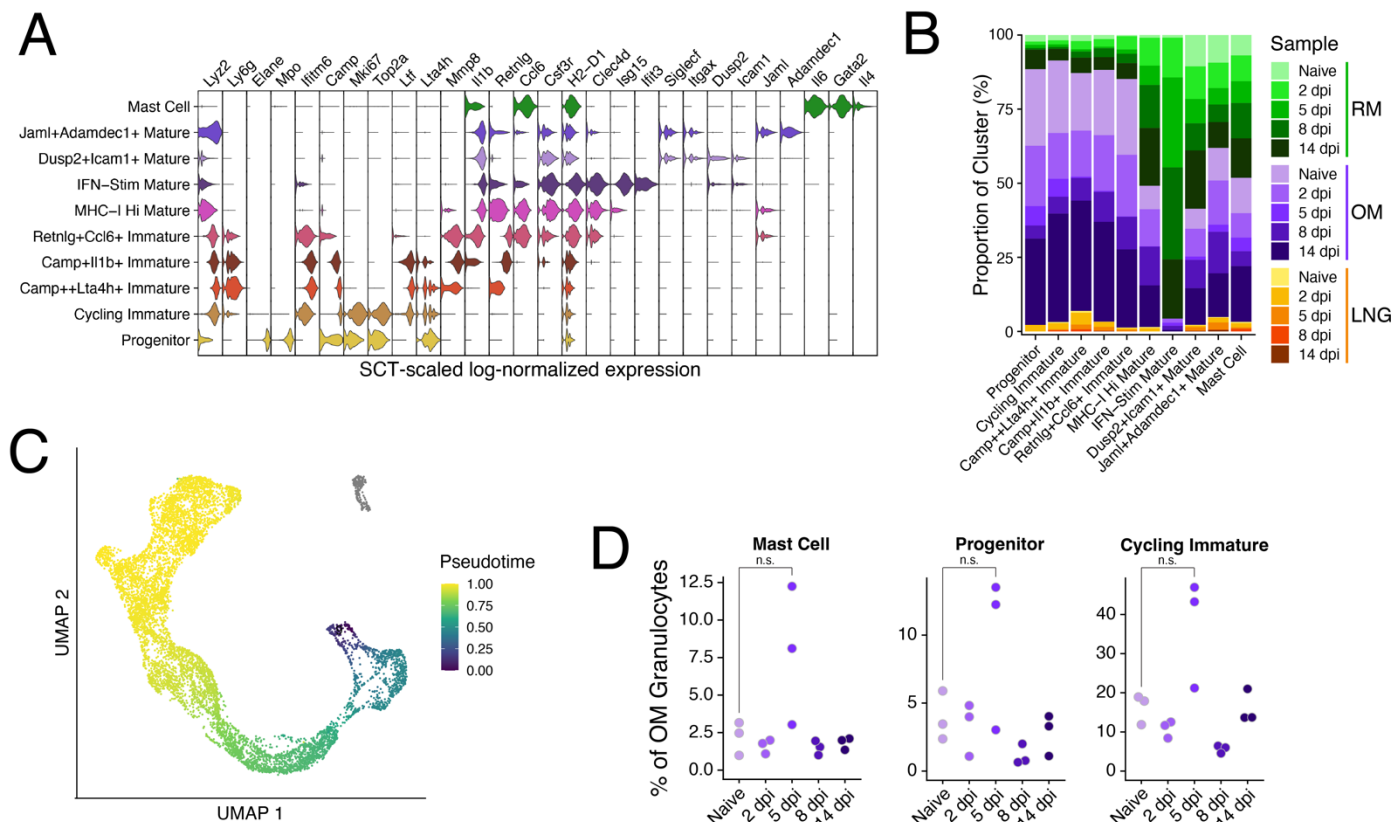 A
Lyz2
Ly6g
Elane
Mpo
Ifitm6
Camp
Mki67
Top2a
Ltf
Lta4h
Mmp8
Il1b
Retnlg
Ccl6
Csf3r
H2−D1
Clec4d
Isg15
Ifit3
Siglecf
Itgax
Dusp2
Icam1
Jaml
Adamdec1
Il6
Gata2
Il4
Mast Cell
Jaml+Adamdec1+ Mature
Dusp2+Icam1+ Mature
IFN−Stim Mature
MHC−I Hi Mature
Retnlg+Ccl6+ Immature
Camp+Il1b+ Immature
Camp++Lta4h+ Immature
Cycling Immature
Progenitor
SCT-scaled log-normalized expression
B
Proportion of Cluster (%)
100
75
50
25
0
Progenitor
Cycling Immature
Camp++Lta4h+ Immature
Camp+Il1b+ Immature
Retnlg+Ccl6+ Immature
MHC−I Hi Mature
IFN−Stim Mature
Dusp2+Icam1+ Mature
Jaml+Adamdec1+ Mature
Mast Cell
Sample
Naive
2 dpi
5 dpi
8 dpi
14 dpi
RM
Naive
2 dpi
5 dpi
8 dpi
14 dpi
OM
Naive
2 dpi
5 dpi
8 dpi
14 dpi
LNG
C
UMAP 2
UMAP 1
Pseudotime
1.00
0.75
0.50
0.25
0.00
D
% of OM Granulocytes
Mast Cell
n.s.
12.5
10.0
7.5
5.0
2.5
0.0
Naive
2 dpi
5 dpi
8 dpi
14 dpi
Progenitor
n.s.
10
5
0
Naive
2 dpi
5 dpi
8 dpi
14 dpi
Cycling Immature
n.s.
40
30
20
10
0
Naive
2 dpi
5 dpi
8 dpi
14 dpi